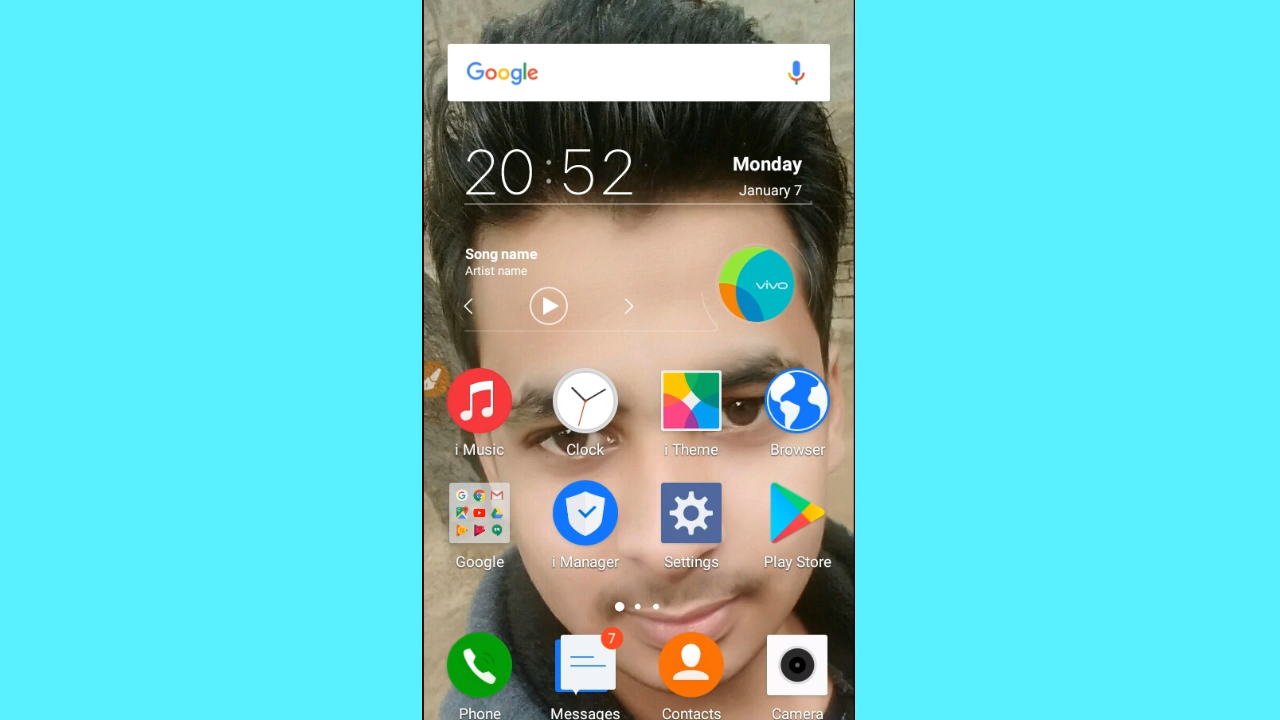 Google
20:52
Monday
January 7
Song name
Artist name
vivo
i Music
Clock
i Theme
Browser
Google
i Manager
Settings
Play Store
7
Phone
Messages
Contacts
Camera